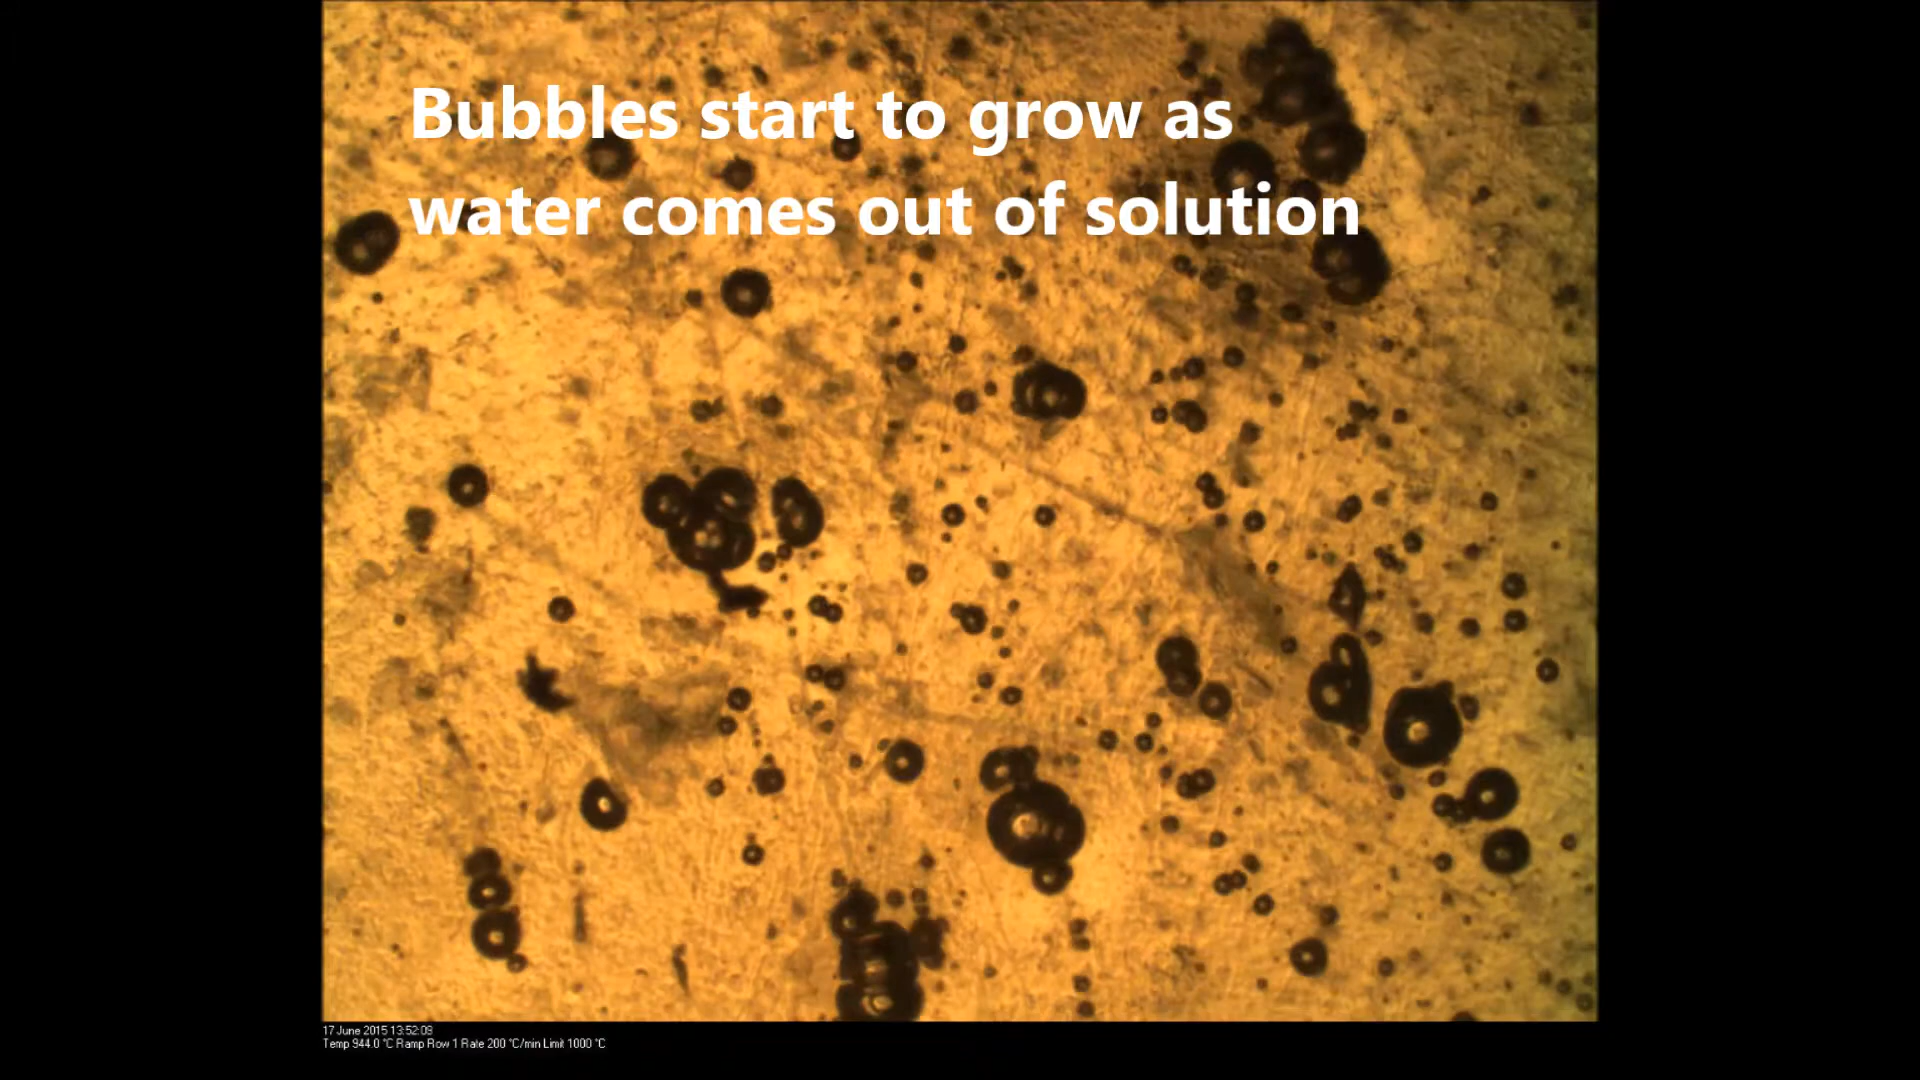 Bubbles start to grow as
water comes out of solution
17 June 2015 13:52:09
Temp 944.0 °C Ramp Row 1 Rate 200 °C/min Limit 1000 °C